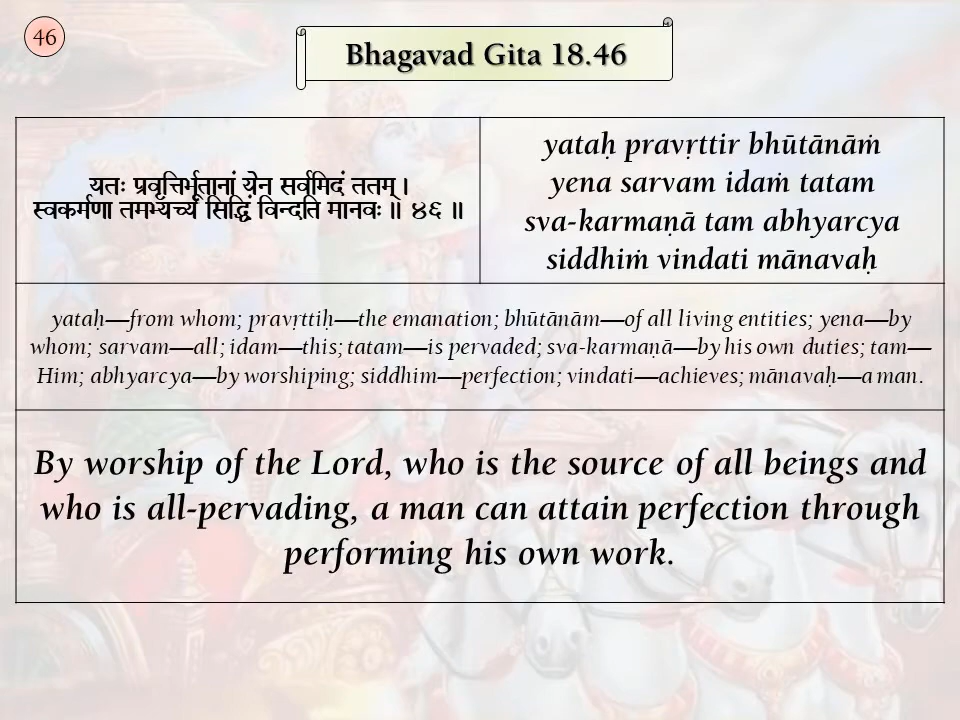 46
Bhagavad Gita 18.46
यतः प्रवृत्तिर्भूतानां येन सर्वमिदं ततम् ।
स्वकर्मणा तमभ्यर्च्य सिद्धिं विन्दति मानवः ॥ ४६ ॥
yataḥ pravṛttir bhūtānāṁ
yena sarvam idaṁ tatam
sva-karmaṇā tam abhyarcya
siddhiṁ vindati mānavaḥ
yataḥ—from whom; pravṛttiḥ—the emanation; bhūtānām—of all living entities; yena—by
whom; sarvam—all; idam—this; tatam—is pervaded; sva-karmaṇā—by his own duties; tam—
Him; abhyarcya—by worshiping; siddhim—perfection; vindati—achieves; mānavaḥ—a man.
By worship of the Lord, who is the source of all beings and
who is all-pervading, a man can attain perfection through
performing his own work.